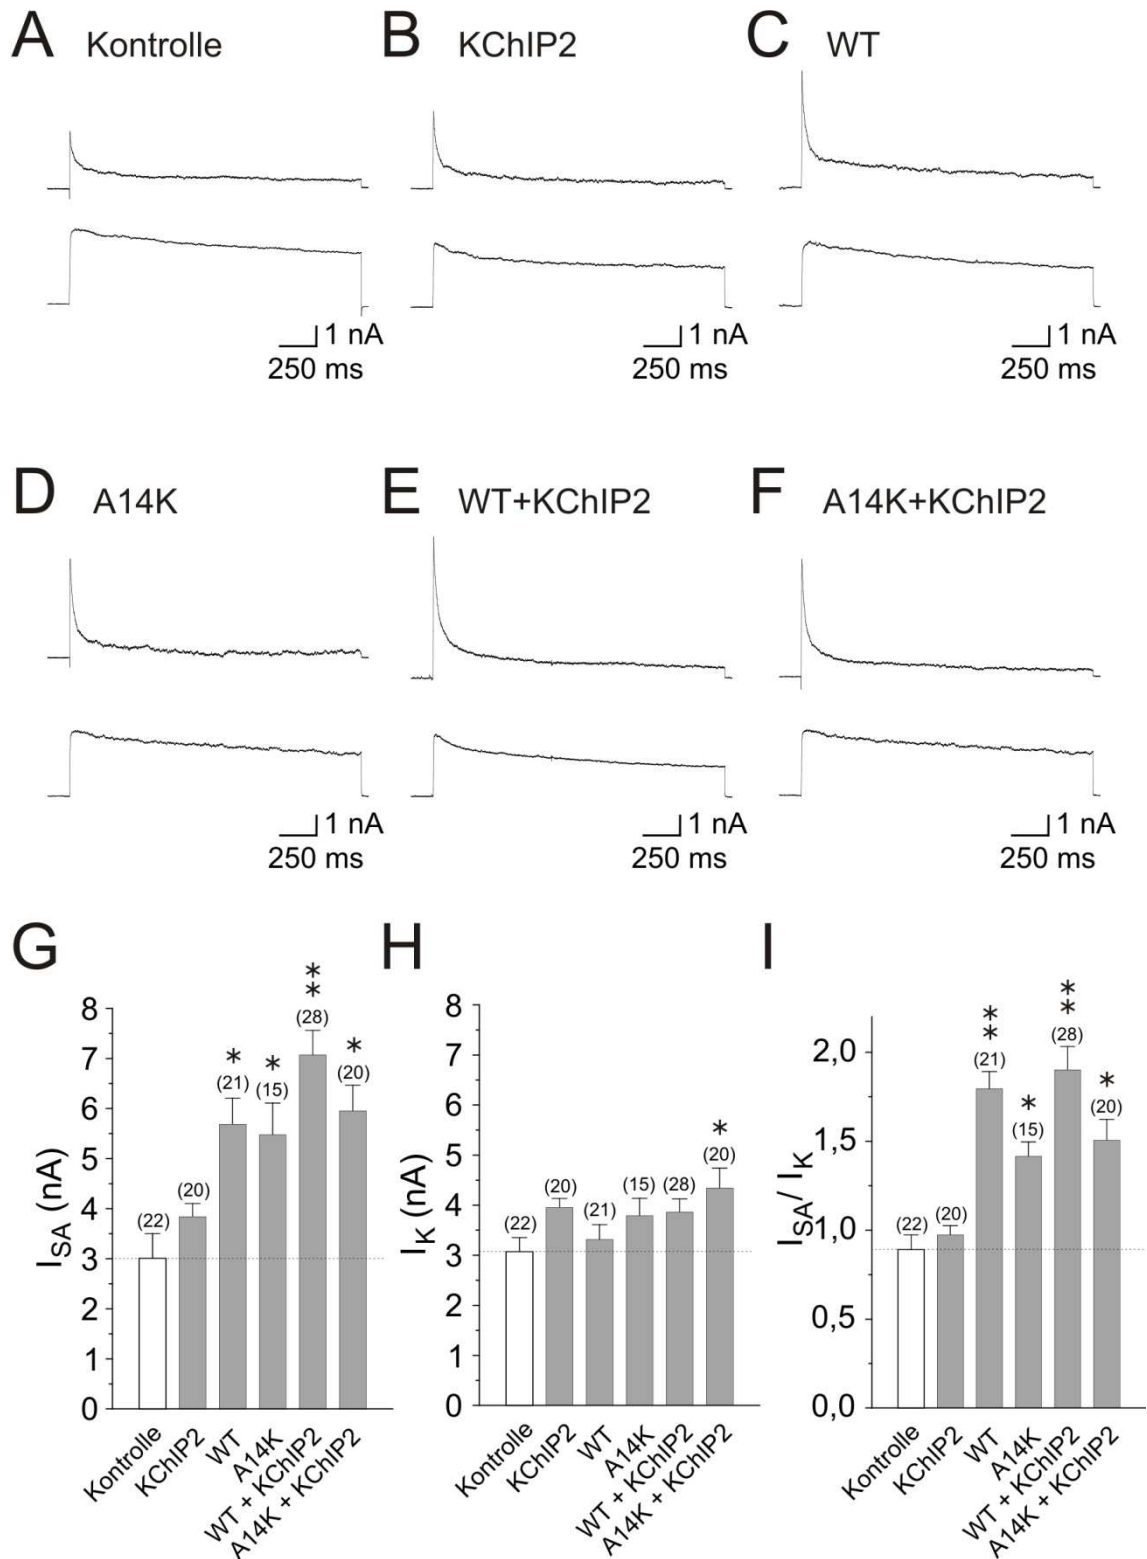 A Kontrolle
B KChIP2
C WT
1 nA
250 ms
1 nA
250 ms
1 nA
250 ms
D A14K
E WT+KChIP2
F A14K+KChIP2
1 nA
250 ms
1 nA
250 ms
1 nA
250 ms
G
I_SA (nA)
8
7
6
5
4
3
2
1
0
(22)
(20)
*
(21)
*
(15)
**
(28)
*
(20)
Kontrolle
KChIP2
WT
A14K
WT + KChIP2
A14K + KChIP2
H
I_K (nA)
8
7
6
5
4
3
2
1
0
(22)
(20)
(21)
(15)
(28)
*
(20)
Kontrolle
KChIP2
WT
A14K
WT + KChIP2
A14K + KChIP2
I
I_SA / I_K
2,0
1,5
1,0
0,5
0,0
(22)
(20)
**
(21)
*
(15)
**
(28)
*
(20)
Kontrolle
KChIP2
WT
A14K
WT + KChIP2
A14K + KChIP2